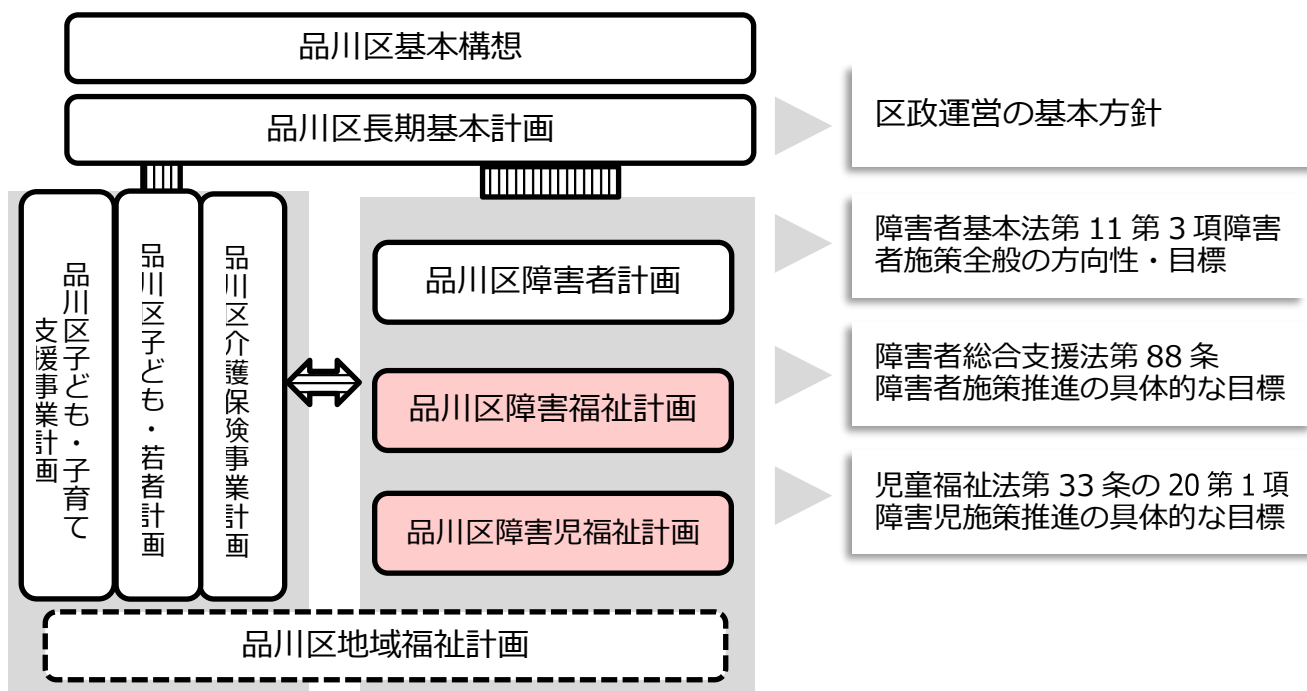 品川区基本構想
品川区長期基本計画
区政運営の基本方針
品川区子ども・子育て
支援事業計画
品川区子ども・若者計画
品川区介護保険事業計画
品川区障害者計画
障害者基本法第 11 第 3 項障害
者施策全般の方向性・目標
品川区障害福祉計画
障害者総合支援法第 88 条
障害者施策推進の具体的な目標
品川区障害児福祉計画
児童福祉法第 33 条の 20 第 1 項
障害児施策推進の具体的な目標
品川区地域福祉計画